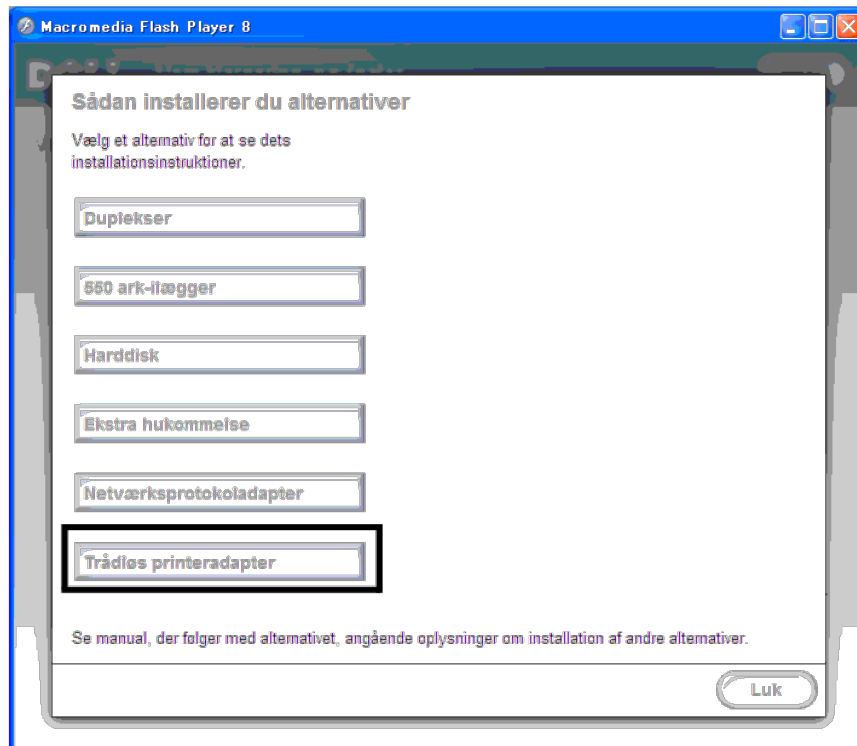 Macromedia Flash Player 8
Sådan installerer du alternativer
Vælg et alternativ for at se dets
installationsinstruktioner.
Duplekser
550 ark-ilægger
Harddisk
Ekstra hukommelse
Netværksprotokoladapter
Trådløs printeradapter
Se manual, der følger med alternativet, angående oplysninger om installation af andre alternativer.
Luk